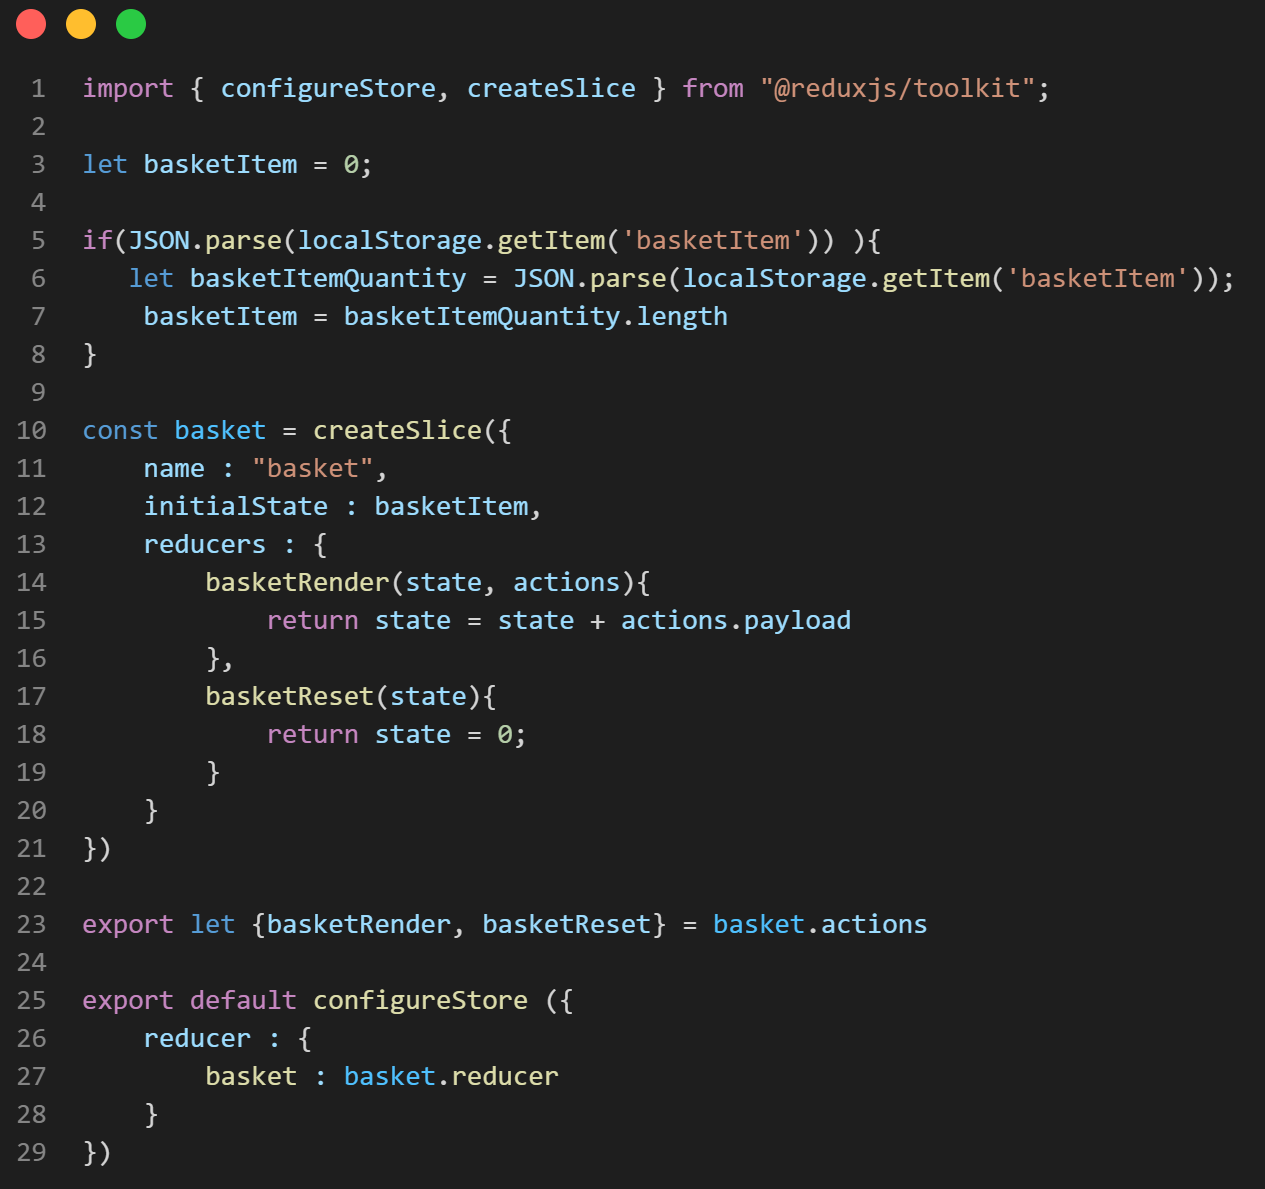 1 import { configureStore, createSlice } from "@reduxjs/toolkit";
2
3 let basketItem = 0;
4
5 if(JSON.parse(localStorage.getItem('basketItem')) ){
6    let basketItemQuantity = JSON.parse(localStorage.getItem('basketItem'));
7     basketItem = basketItemQuantity.length
8 }
9
10 const basket = createSlice({
11     name : "basket",
12     initialState : basketItem,
13     reducers : {
14         basketRender(state, actions){
15             return state = state + actions.payload
16         },
17         basketReset(state){
18             return state = 0;
19         }
20     }
21 })
22
23 export let {basketRender, basketReset} = basket.actions
24
25 export default configureStore ({
26     reducer : {
27         basket : basket.reducer
28     }
29 })